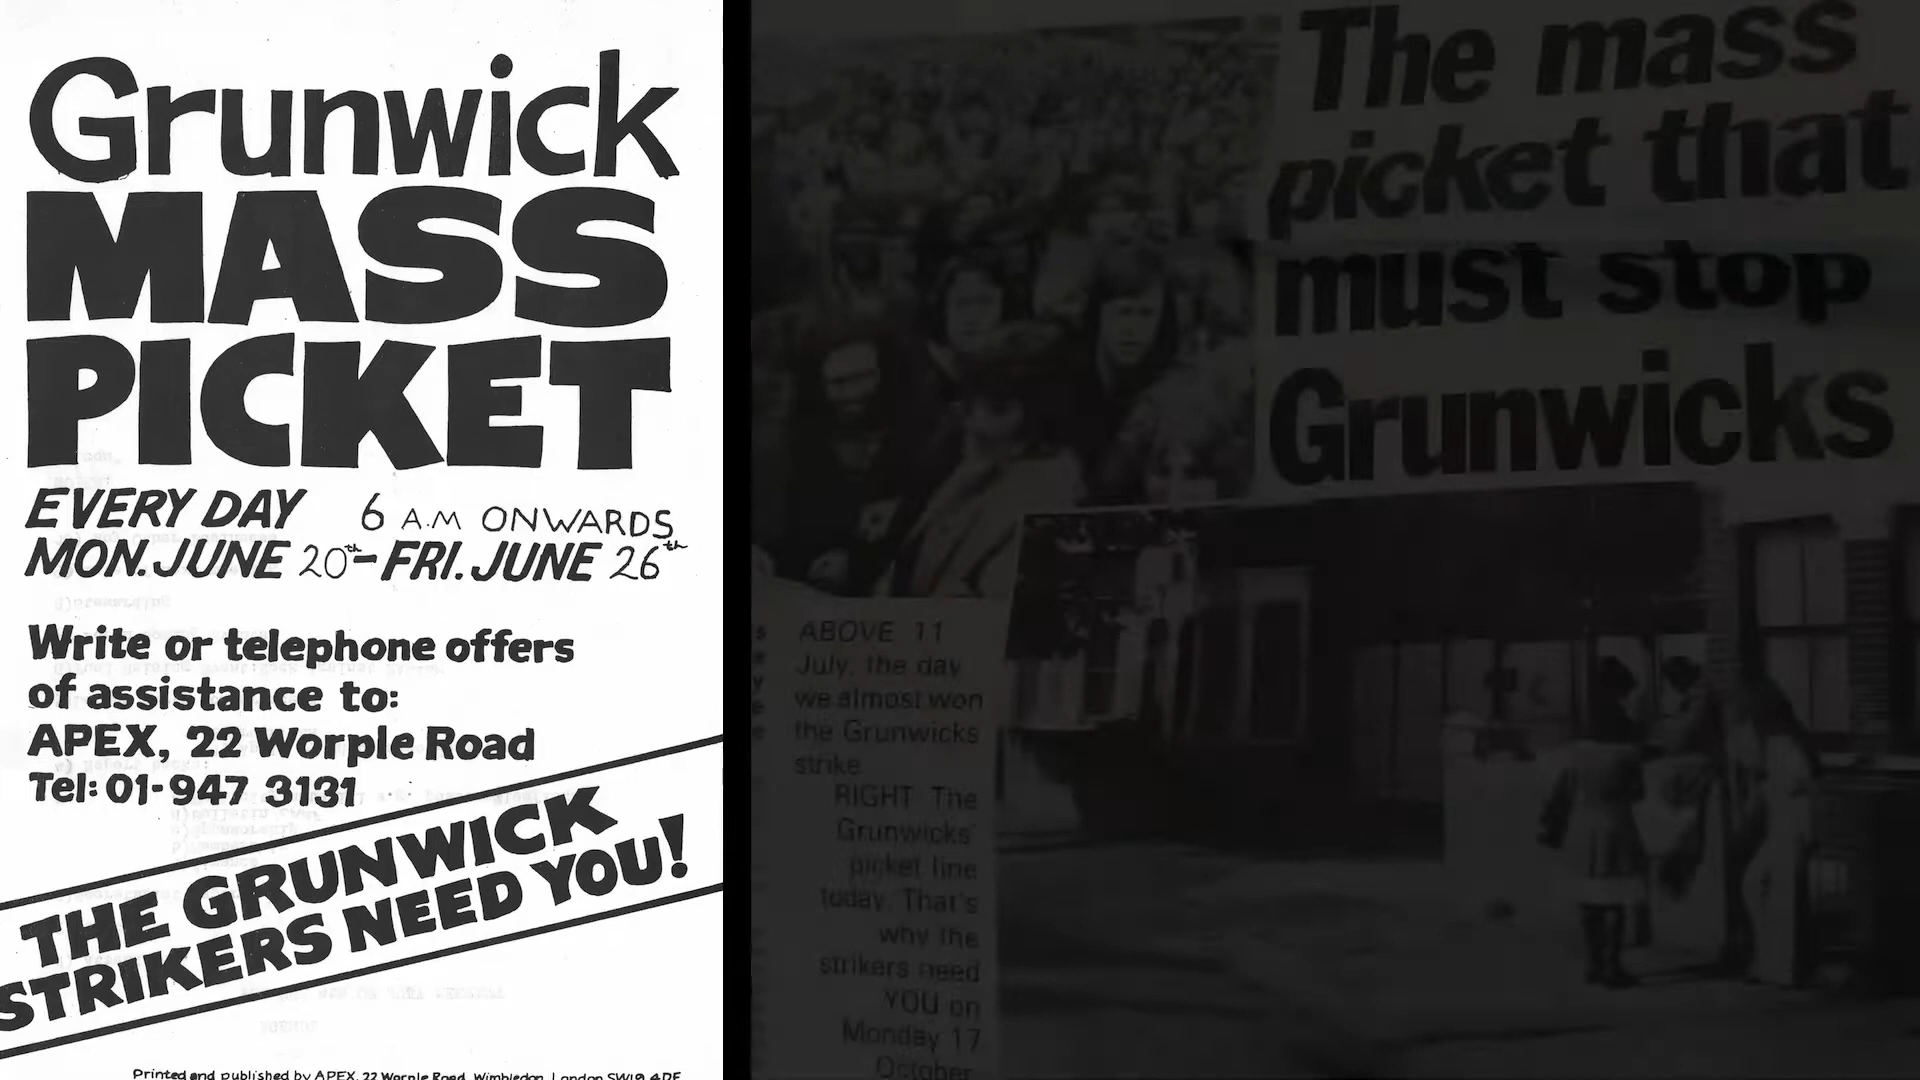 Grunwick
MASS
PICKET
EVERY DAY 6 A.M ONWARDS
MON. JUNE 20th - FRI. JUNE 26th
Write or telephone offers
of assistance to:
APEX, 22 Worple Road
Tel: 01-947 3131
THE GRUNWICK
STRIKERS NEED YOU!
Printed and published by APEX, 22 Worple Road, Wimbledon, London SW19 4DF
The mass
picket that
must stop
Grunwicks
ABOVE 11
July, the day
we almost won
the Grunwicks
strike
RIGHT The
Grunwicks'
picket line
today. That's
why the
strikers need
YOU on
Monday 17
October